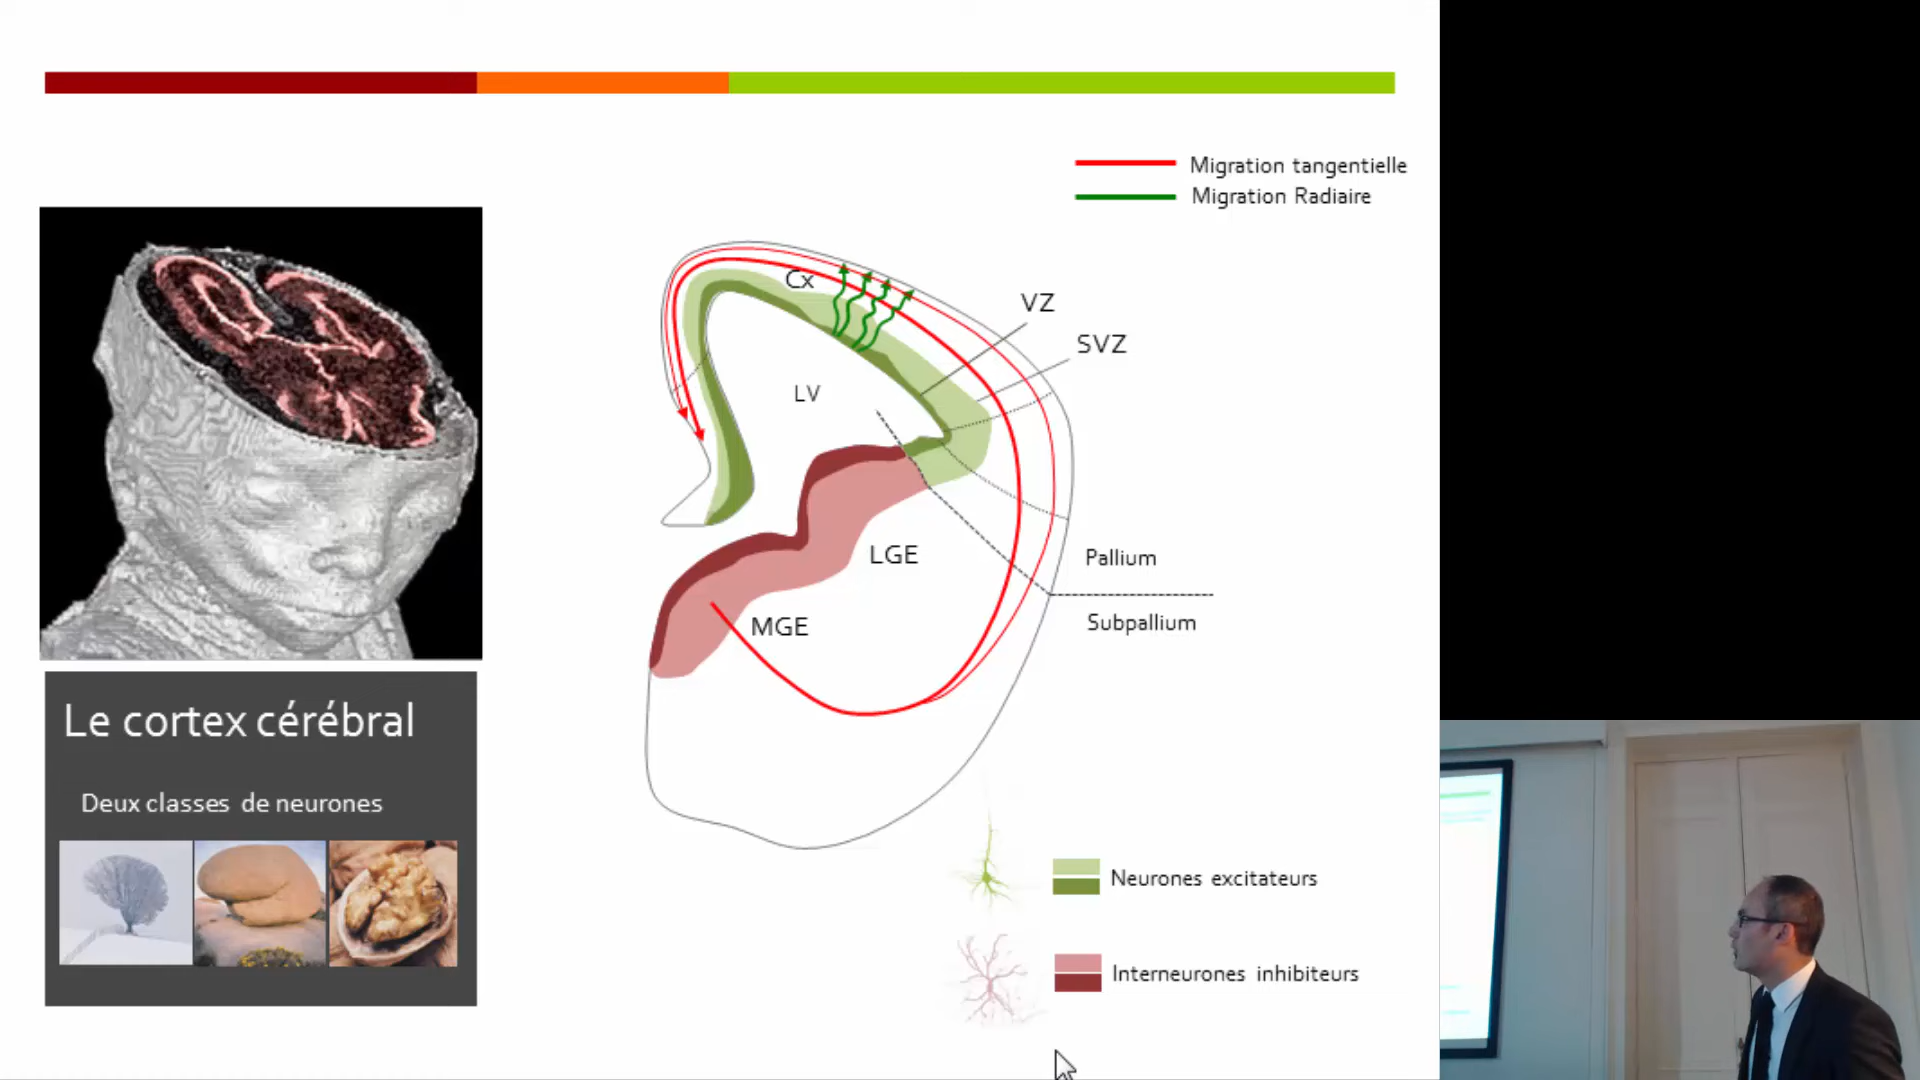 Migration tangentielle
Migration Radiaire
Cx
VZ
SVZ
LV
LGE
Pallium
MGE
Subpallium
Le cortex cérébral
Deux classes de neurones
Neurones excitateurs
Interneurones inhibiteurs